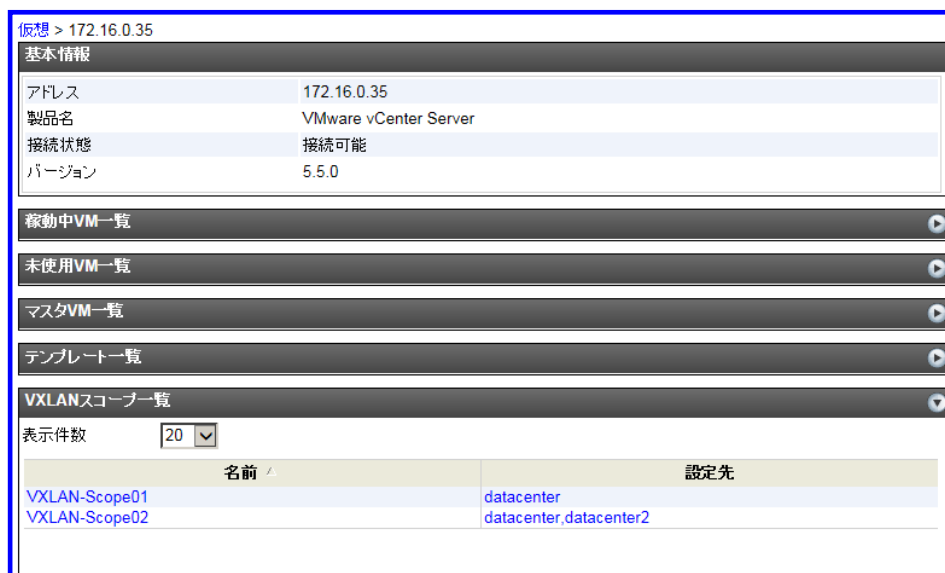 仮想 > 172.16.0.35
基本情報
アドレス 172.16.0.35
製品名 VMware vCenter Server
接続状態 接続可能
バージョン 5.5.0
稼動中VM一覧
未使用VM一覧
マスタVM一覧
テンプレート一覧
VXLANスコープ一覧
表示件数 20
名前 設定先
VXLAN-Scope01 datacenter
VXLAN-Scope02 datacenter,datacenter2